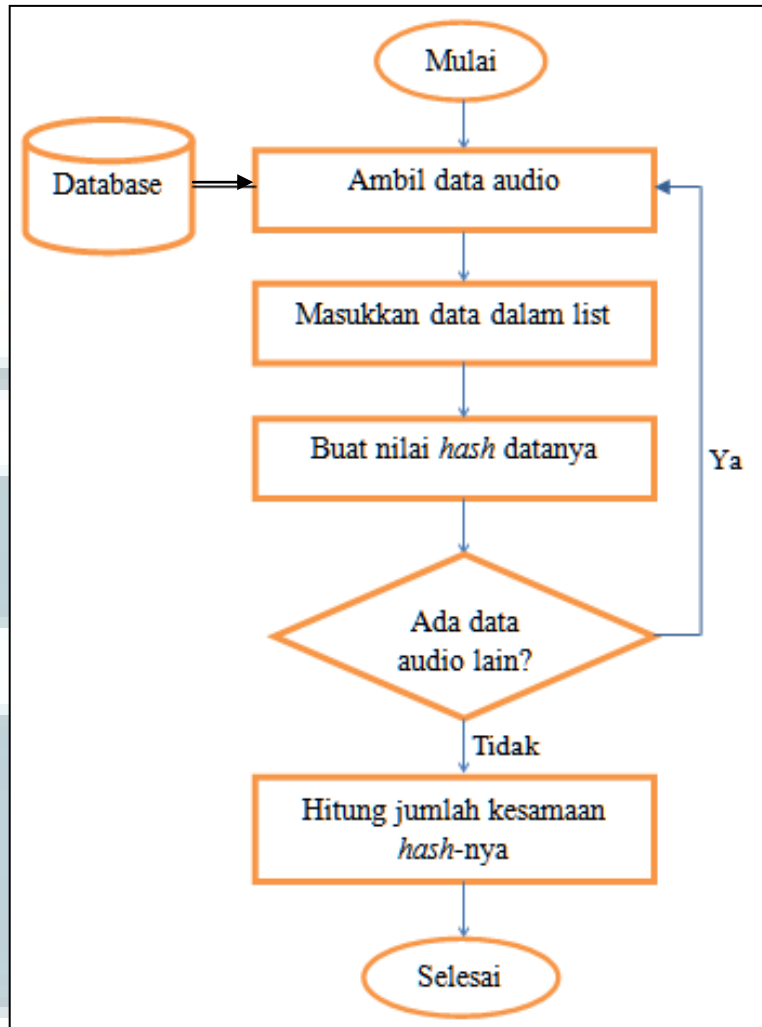 Mulai
Database
Ambil data audio
Masukkan data dalam list
Buat nilai hash datanya
Ya
Ada data
audio lain?
Tidak
Hitung jumlah kesamaan
hash-nya
Selesai